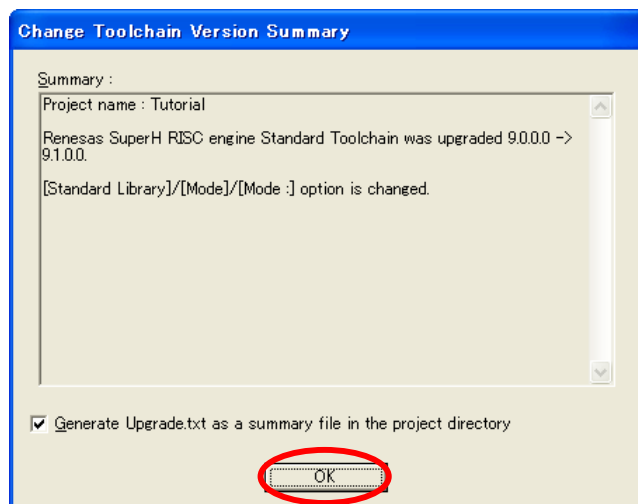 Change Toolchain Version Summary
Summary :
Project name : Tutorial
Renesas SuperH RISC engine Standard Toolchain was upgraded 9.0.0.0 ->
9.1.0.0.
[Standard Library]/[Mode]/[Mode :] option is changed.
Generate Upgrade.txt as a summary file in the project directory
OK